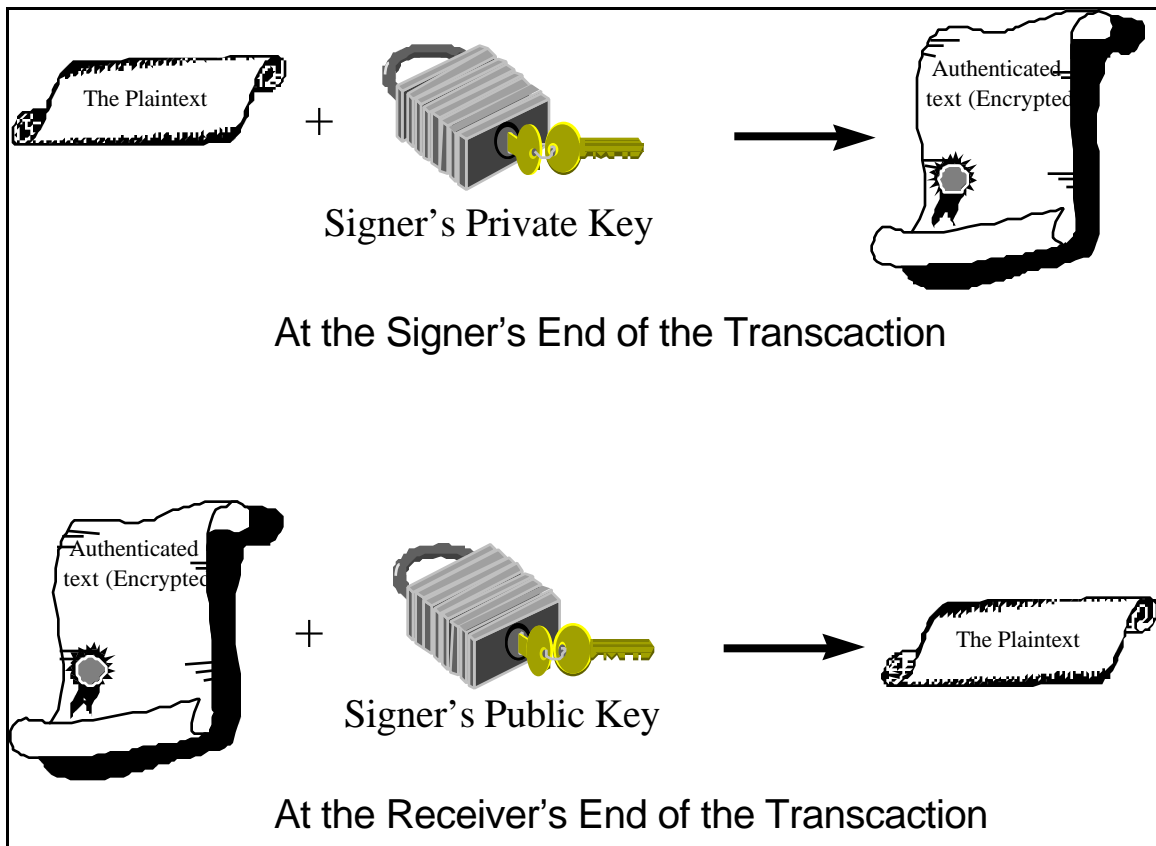 The Plaintext
+
Signer’s Private Key
Authenticated
text (Encrypted
At the Signer’s End of the Transcaction
Authenticated
text (Encrypted
+
Signer’s Public Key
The Plaintext
At the Receiver’s End of the Transcaction